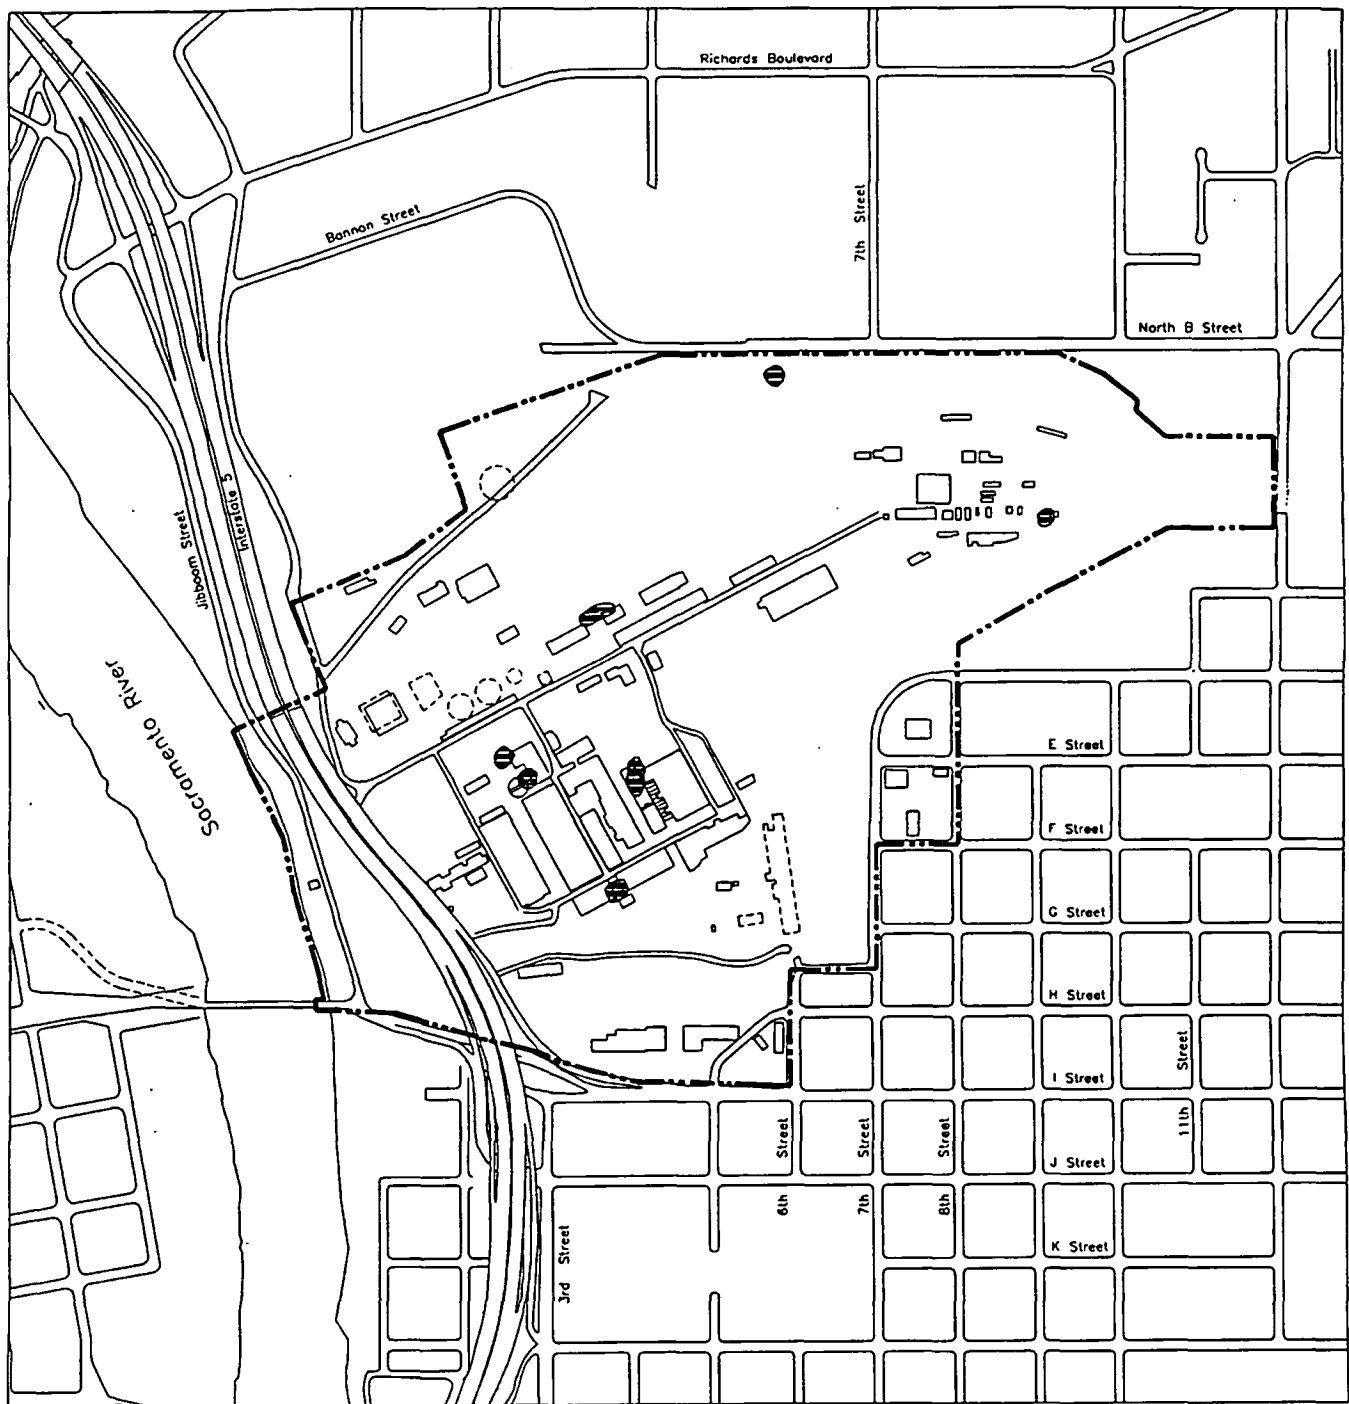 Richards Boulevard
7th Street
Bannon Street
North B Street
Interstate 5
Jibboom Street
Sacramento River
E Street
F Street
G Street
H Street
I Street
11th Street
J Street
6th Street
7th Street
8th Street
K Street
3rd Street